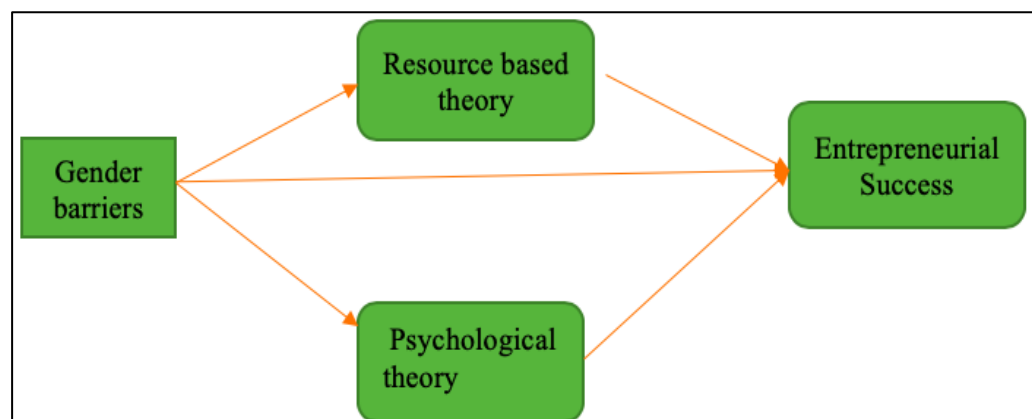 Resource based
theory
Gender
barriers
Entrepreneurial
Success
Psychological
theory